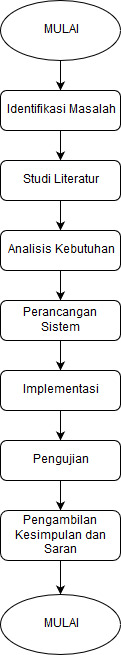 MULAI
Identifikasi Masalah
Studi Literatur
Analisis Kebutuhan
Perancangan
Sistem
Implementasi
Pengujian
Pengambilan
Kesimpulan dan
Saran
MULAI